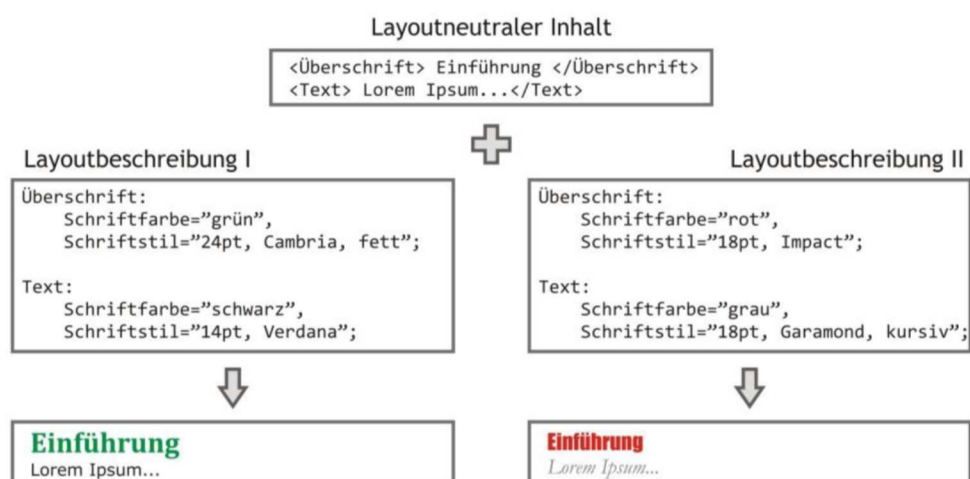 Layoutneutraler Inhalt
<Überschrift> Einführung </Überschrift>
<Text> Lorem Ipsum...</Text>
Layoutbeschreibung I
Überschrift:
Schriftfarbe=”grün”,
Schriftstil=”24pt, Cambria, fett”;
Text:
Schriftfarbe=”schwarz”,
Schriftstil=”14pt, Verdana”;
Einführung
Lorem Ipsum...
Layoutbeschreibung II
Überschrift:
Schriftfarbe=”rot”,
Schriftstil=”18pt, Impact”;
Text:
Schriftfarbe=”grau”,
Schriftstil=”18pt, Garamond, kursiv”;
Einführung
Lorem Ipsum...